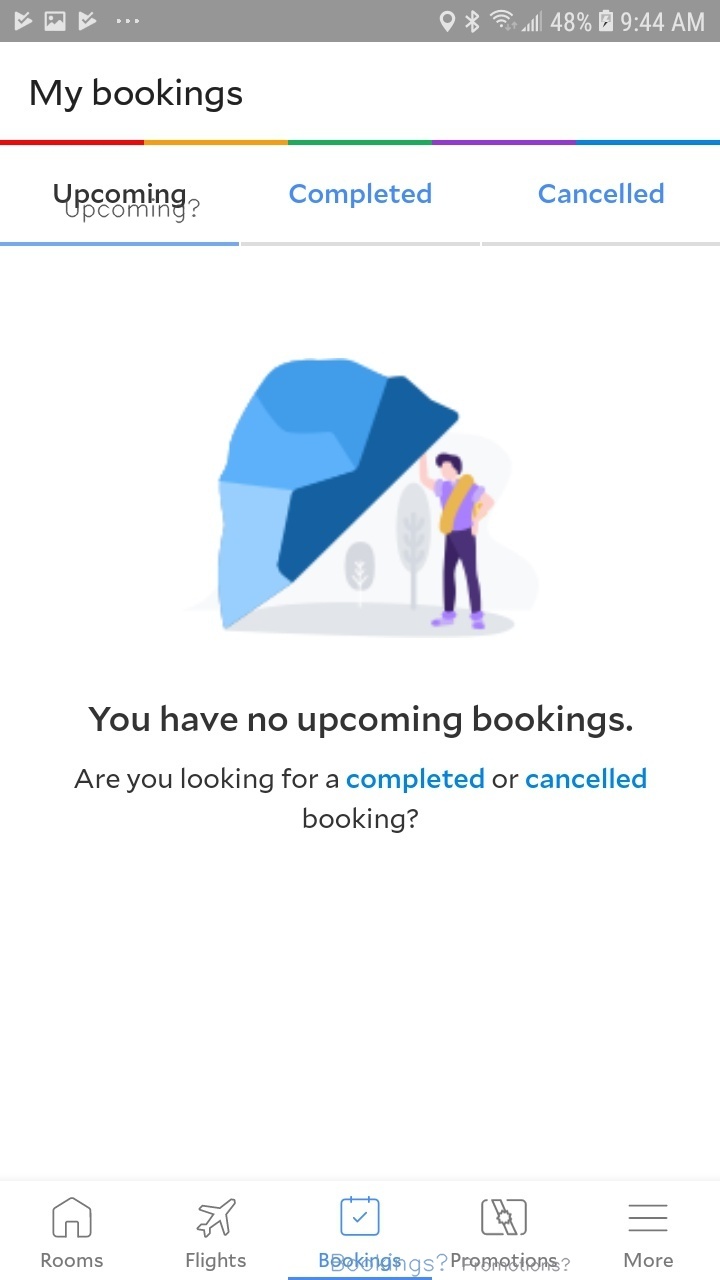 48% 9:44 AM
My bookings
Upcoming Completed Cancelled
Upcoming?
You have no upcoming bookings.
Are you looking for a completed or cancelled
booking?
Rooms Flights Bookings Promotions More
Bookings? Promotions?